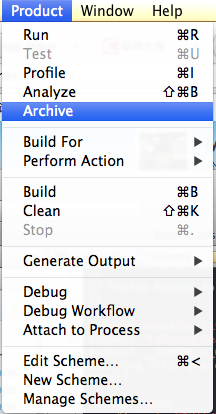 Product Window Help
Run ⌘R
Test ⌘U
Profile ⌘I
Analyze ⇧⌘B
Archive
Build For
Perform Action
Build ⌘B
Clean ⇧⌘K
Stop ⌘.
Generate Output
Debug
Debug Workflow
Attach to Process
Edit Scheme... ⌘<
New Scheme...
Manage Schemes...